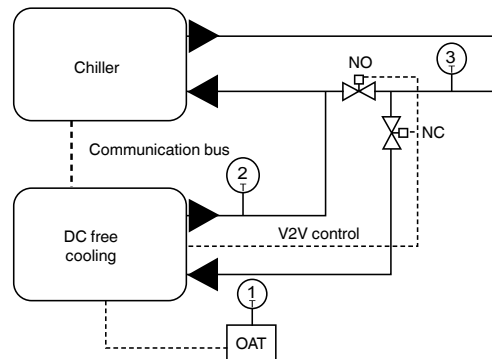 Chiller
NO
3
NC
Communication bus
2
DC free
cooling
V2V control
1
OAT